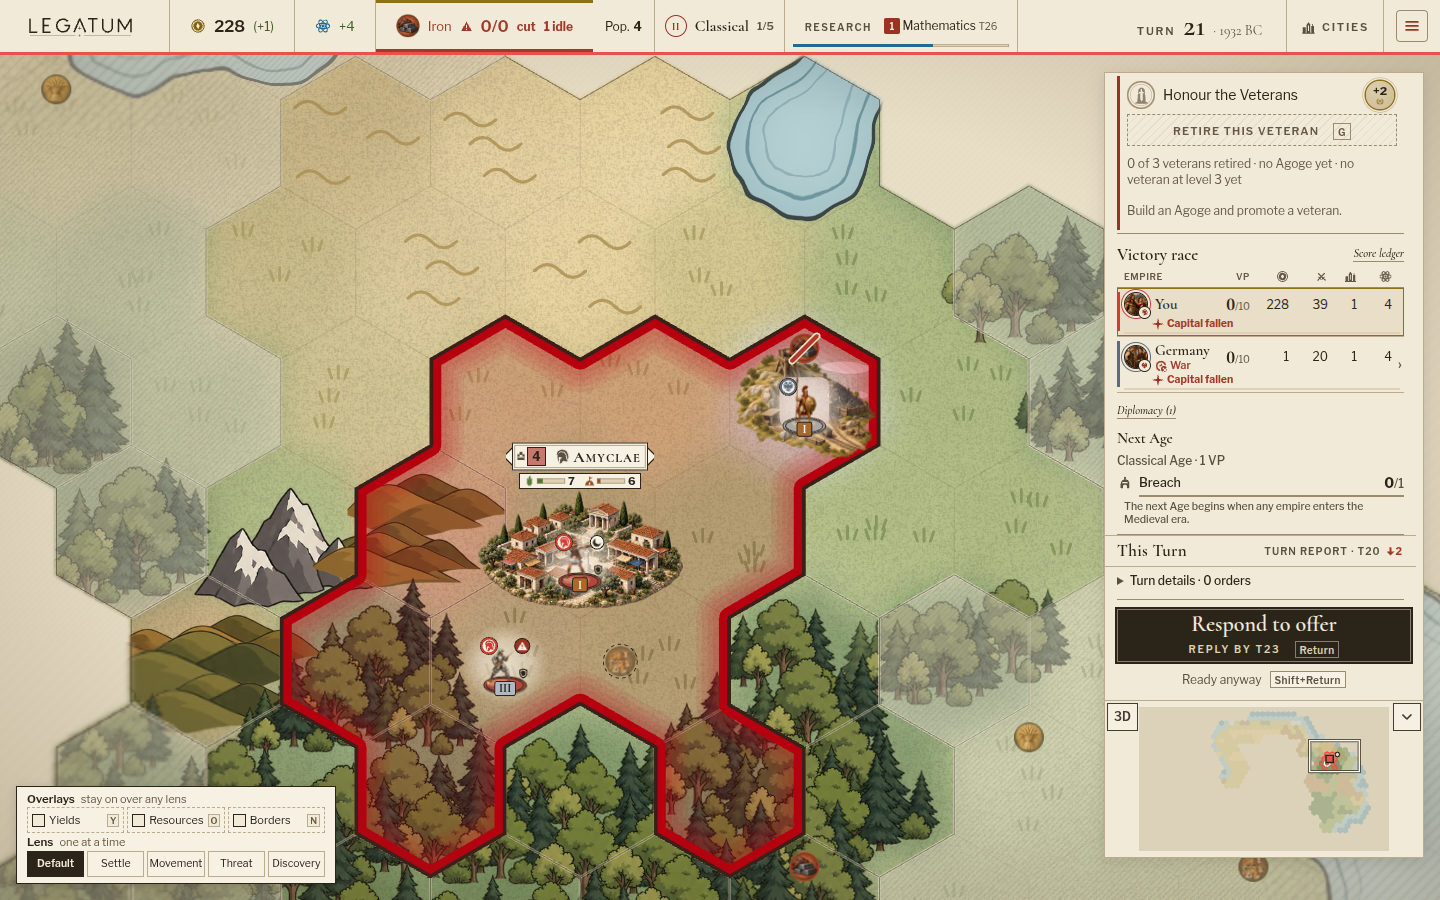 LEGATUM
228 (+1)
+4
Iron 0/0 cut 1 idle
Pop. 4
II Classical 1/5
RESEARCH 1 Mathematics T26
TURN 21 · 1932 BC
CITIES
Honour the Veterans +2
RETIRE THIS VETERAN G
0 of 3 veterans retired · no Agoge yet · no
veteran at level 3 yet
Build an Agoge and promote a veteran.
Victory race Score ledger
EMPIRE VP
You 0/10 228 39 1 4
Capital fallen
Germany 0/10 1 20 1 4 ›
War
Capital fallen
Diplomacy (1)
Next Age
Classical Age · 1 VP
Breach 0/1
The next Age begins when any empire enters the
Medieval era.
This Turn TURN REPORT · T20 2
Turn details · 0 orders
Respond to offer
REPLY BY T23 Return
Ready anyway Shift+Return
3D
4 AMYCLAE
7 6
I
I
III
Overlays stay on over any lens
Yields Y Resources O Borders N
Lens one at a time
Default Settle Movement Threat Discovery